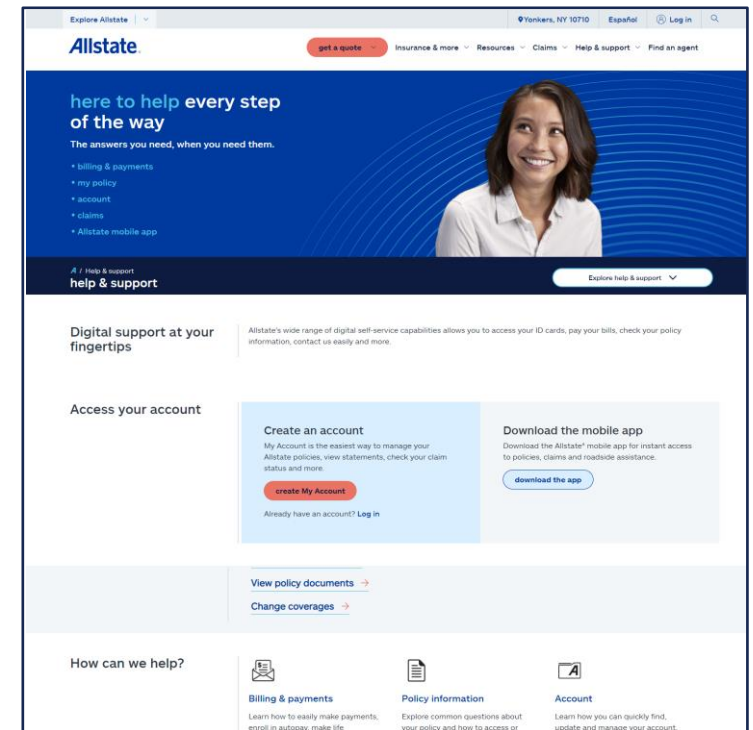 Explore Allstate
Yonkers, NY 10710 Español Log in
Allstate.
get a quote Insurance & more Resources Claims Help & support Find an agent
here to help every step
of the way
The answers you need, when you need them.
• billing & payments
• my policy
• account
• claims
• Allstate mobile app
A / Help & support
help & support
Explore help & support
Digital support at your
fingertips
Allstate's wide range of digital self-service capabilities allows you to access your ID cards, pay your bills, check your policy
information, contact us easily and more.
Access your account
Create an account
My Account is the easiest way to manage your
Allstate policies, view statements, check your claim
status and more.
create My Account
Already have an account? Log in
Download the mobile app
Download the Allstate® mobile app for instant access
to policies, claims and roadside assistance.
download the app
View policy documents →
Change coverages →
How can we help?
Billing & payments
Learn how to easily make payments,
enroll in autopay, make life
Policy information
Explore common questions about
your policy and how to access or
Account
Learn how you can quickly find,
update and manage your account.